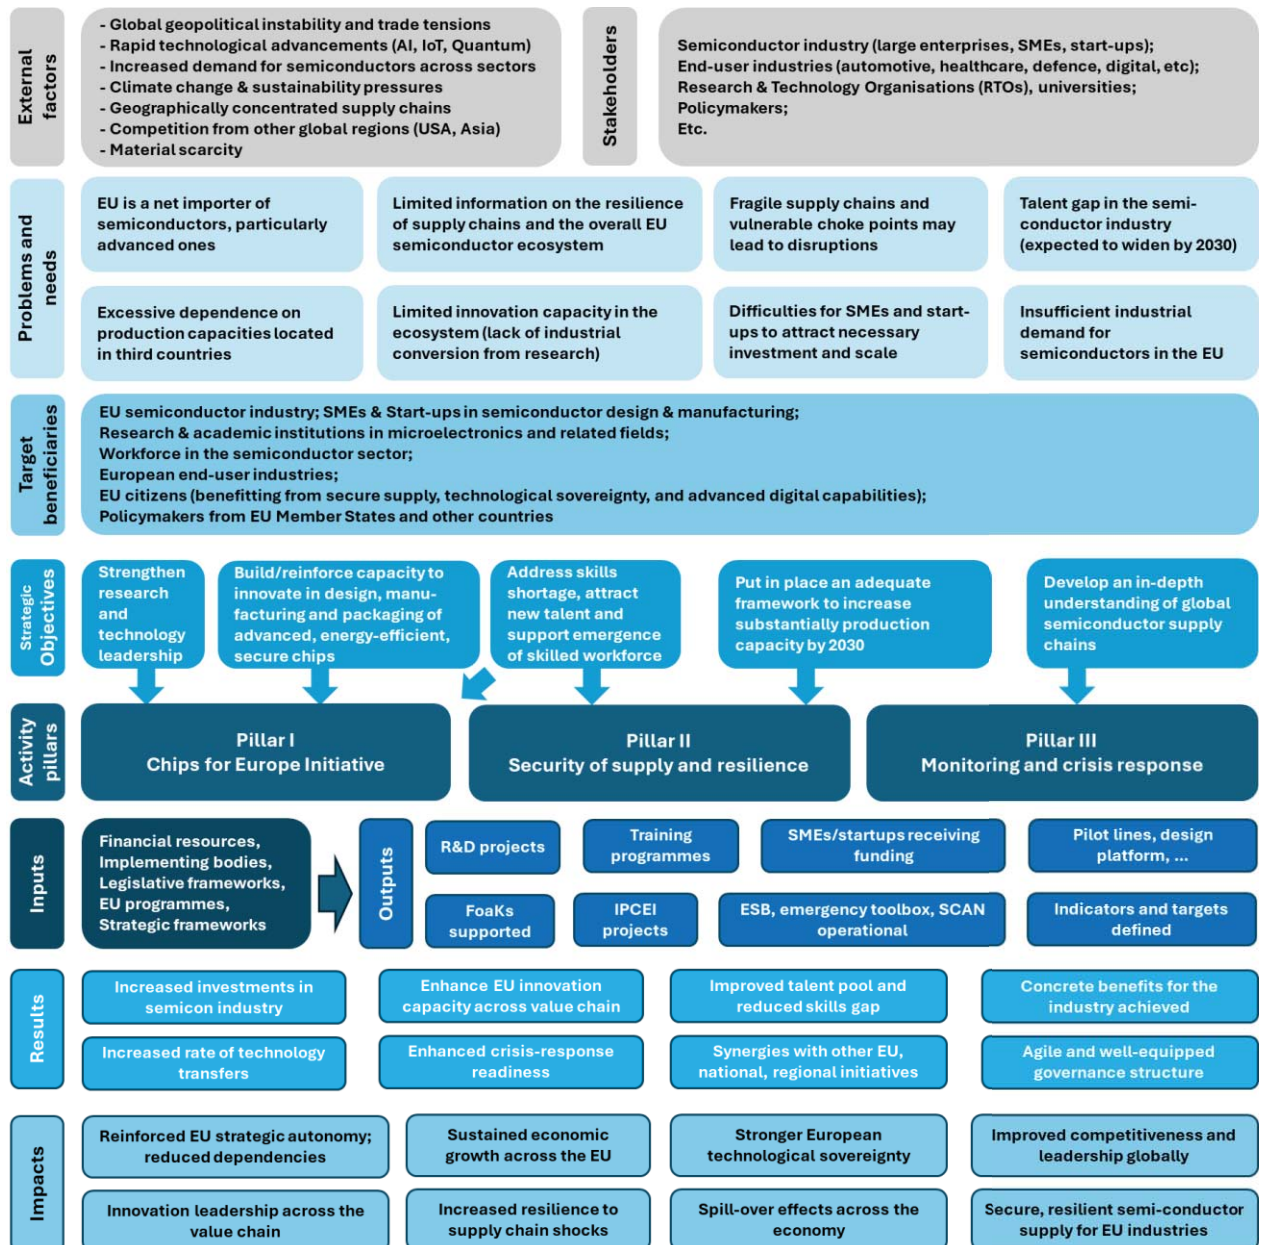 External
factors
- Global geopolitical instability and trade tensions
- Rapid technological advancements (AI, IoT, Quantum)
- Increased demand for semiconductors across sectors
- Climate change & sustainability pressures
- Geographically concentrated supply chains
- Competition from other global regions (USA, Asia)
- Material scarcity
Stakeholders
Semiconductor industry (large enterprises, SMEs, start-ups);
End-user industries (automotive, healthcare, defence, digital, etc);
Research & Technology Organisations (RTOs), universities;
Policymakers;
Etc.
Problems and
needs
EU is a net importer of
semiconductors, particularly
advanced ones
Limited information on the resilience
of supply chains and the overall EU
semiconductor ecosystem
Fragile supply chains and
vulnerable choke points may
lead to disruptions
Talent gap in the semi-
conductor industry
(expected to widen by 2030)
Excessive dependence on
production capacities located
in third countries
Limited innovation capacity in the
ecosystem (lack of industrial
conversion from research)
Difficulties for SMEs and start-
ups to attract necessary
investment and scale
Insufficient industrial
demand for
semiconductors in the EU
Target
beneficiaries
EU semiconductor industry; SMEs & Start-ups in semiconductor design & manufacturing;
Research & academic institutions in microelectronics and related fields;
Workforce in the semiconductor sector;
European end-user industries;
EU citizens (benefitting from secure supply, technological sovereignty, and advanced digital capabilities);
Policymakers from EU Member States and other countries
Strategic
Objectives
Strengthen
research
and
technology
leadership
Build/reinforce capacity to
innovate in design, manu-
facturing and packaging of
advanced, energy-efficient,
secure chips
Address skills
shortage, attract
new talent and
support emergence
of skilled workforce
Put in place an adequate
framework to increase
substantially production
capacity by 2030
Develop an in-depth
understanding of global
semiconductor supply
chains
Activity
pillars
Pillar I
Chips for Europe Initiative
Pillar II
Security of supply and resilience
Pillar III
Monitoring and crisis response
Inputs
Financial resources,
Implementing bodies,
Legislative frameworks,
EU programmes,
Strategic frameworks
Outputs
R&D projects
Training
programmes
SMEs/startups receiving
funding
Pilot lines, design
platform, ...
FoaKs
supported
IPCEI
projects
ESB, emergency toolbox, SCAN
operational
Indicators and targets
defined
Results
Increased investments in
semicon industry
Enhance EU innovation
capacity across value chain
Improved talent pool and
reduced skills gap
Concrete benefits for the
industry achieved
Increased rate of technology
transfers
Enhanced crisis-response
readiness
Synergies with other EU,
national, regional initiatives
Agile and well-equipped
governance structure
Impacts
Reinforced EU strategic autonomy;
reduced dependencies
Sustained economic
growth across the EU
Stronger European
technological sovereignty
Improved competitiveness and
leadership globally
Innovation leadership across the
value chain
Increased resilience to
supply chain shocks
Spill-over effects across the
economy
Secure, resilient semi-conductor
supply for EU industries